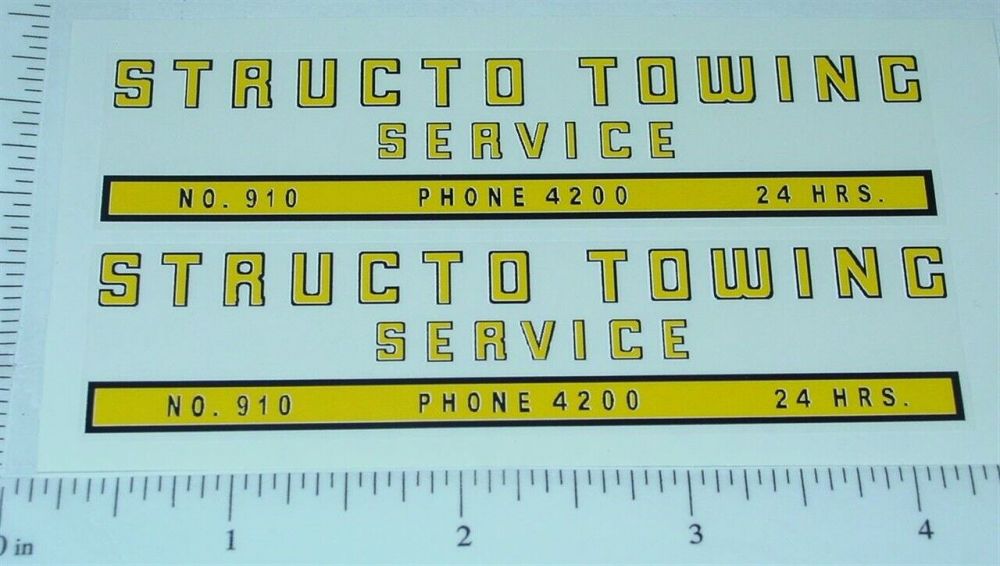 STRUCTO TOWING
SERVICE
NO. 910 PHONE 4200 24 HRS.
STRUCTO TOWING
SERVICE
NO. 910 PHONE 4200 24 HRS.
0 in 1 2 3 4